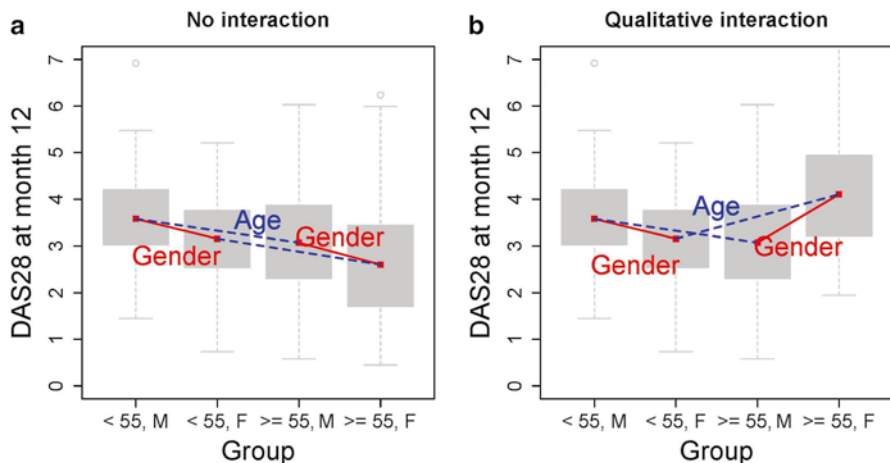 a
No interaction
DAS28 at month 12
7
6
5
4
3
2
1
0
Age
Gender
Gender
< 55, M
< 55, F
>= 55, M
>= 55, F
Group
b
Qualitative interaction
DAS28 at month 12
7
6
5
4
3
2
1
0
Age
Gender
Gender
< 55, M
< 55, F
>= 55, M
>= 55, F
Group